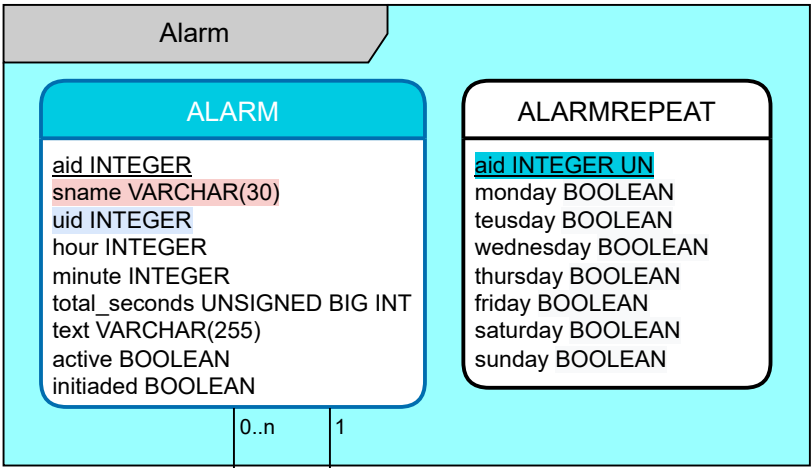 Alarm
ALARM
aid INTEGER
sname VARCHAR(30)
uid INTEGER
hour INTEGER
minute INTEGER
total_seconds UNSIGNED BIG INT
text VARCHAR(255)
active BOOLEAN
initiaded BOOLEAN
0..n
1
ALARMREPEAT
aid INTEGER UN
monday BOOLEAN
teusday BOOLEAN
wednesday BOOLEAN
thursday BOOLEAN
friday BOOLEAN
saturday BOOLEAN
sunday BOOLEAN